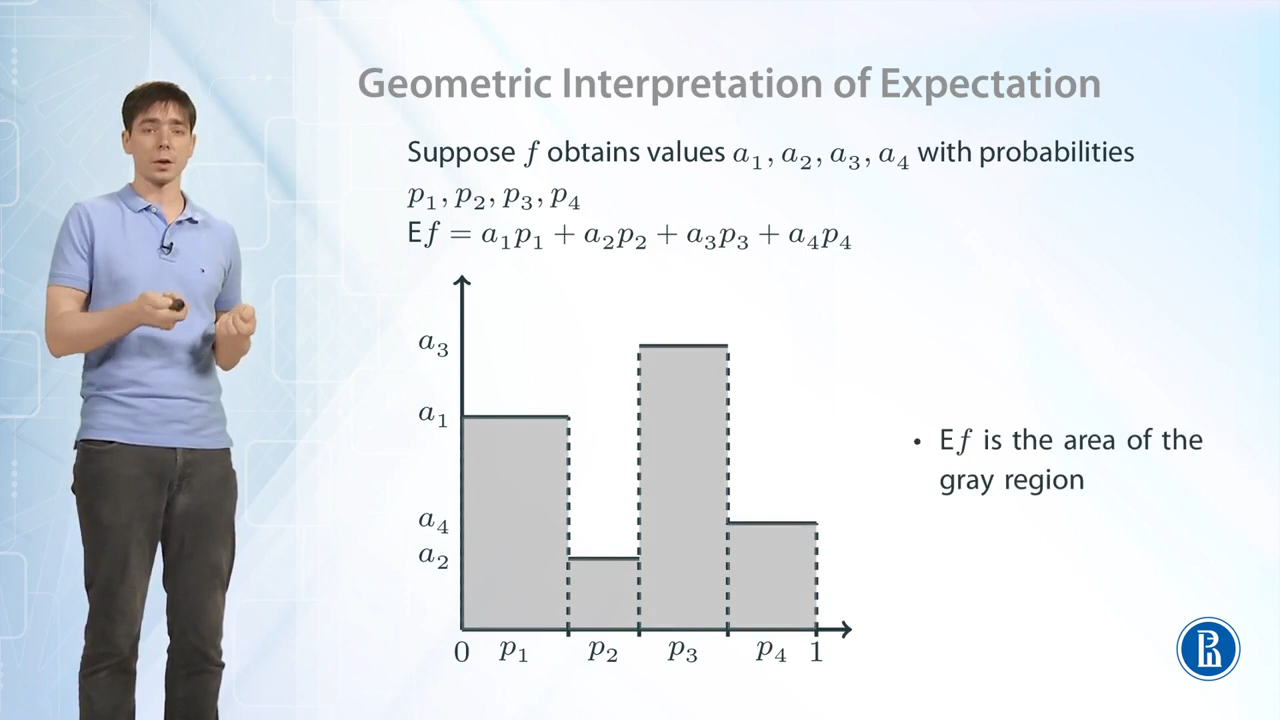 Geometric Interpretation of Expectation
Suppose f obtains values a₁, a₂, a₃, a₄ with probabilities
p₁, p₂, p₃, p₄
Ef = a₁p₁ + a₂p₂ + a₃p₃ + a₄p₄
a₃
a₁
a₄
a₂
0 p₁ p₂ p₃ p₄ 1
• Ef is the area of the
gray region